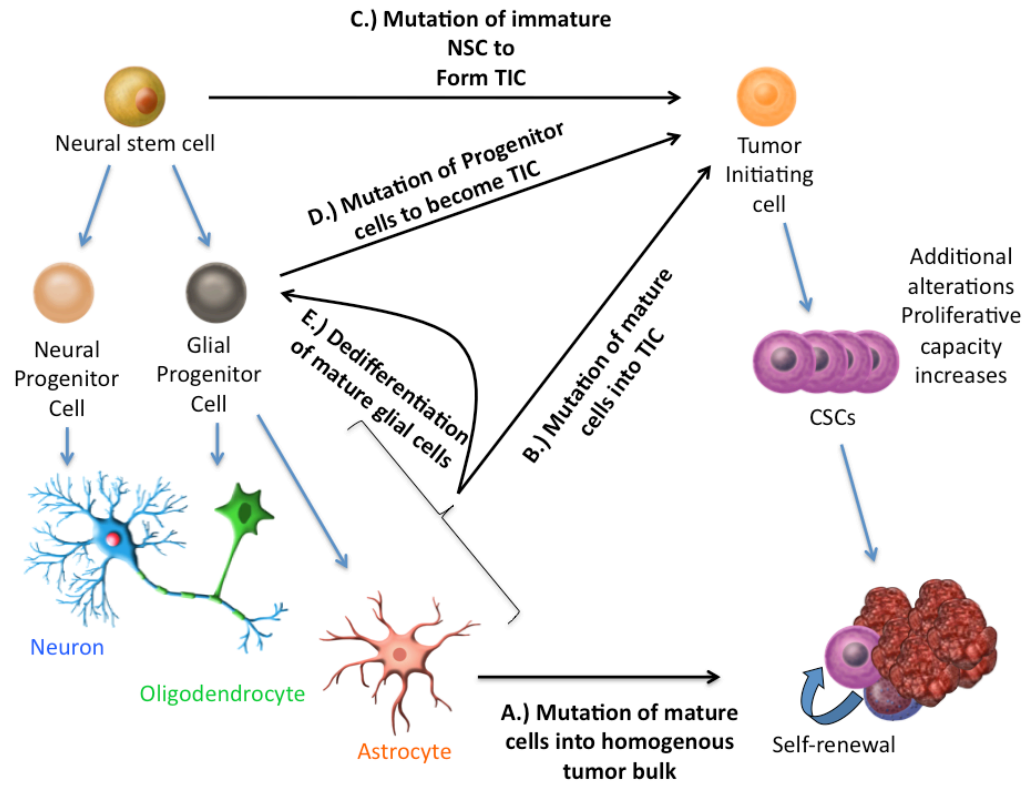 C.) Mutation of immature
NSC to
Form TIC
Neural stem cell
Tumor
Initiating
cell
D.) Mutation of Progenitor
cells to become TIC
Additional
alterations
Proliferative
capacity
increases
Neural
Progenitor
Cell
Glial
Progenitor
Cell
E.) Dedifferentiation
of mature glial cells
B.) Mutation of mature
cells into TIC
CSCs
Neuron
Oligodendrocyte
Astrocyte
A.) Mutation of mature
cells into homogenous
tumor bulk
Self-renewal